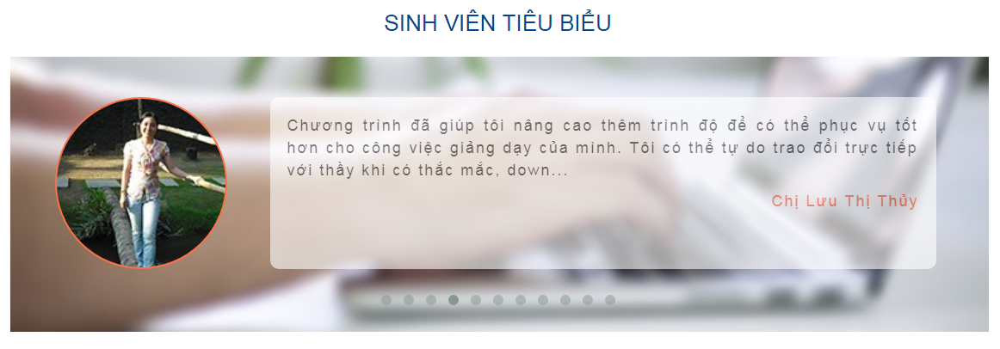 SINH VIÊN TIÊU BIỂU
Chương trình đã giúp tôi nâng cao thêm trình độ để có thể phục vụ tốt
hơn cho công việc giảng dạy của mình. Tôi có thể tự do trao đổi trực tiếp
với thầy khi có thắc mắc, down...
Chị Lưu Thị Thủy